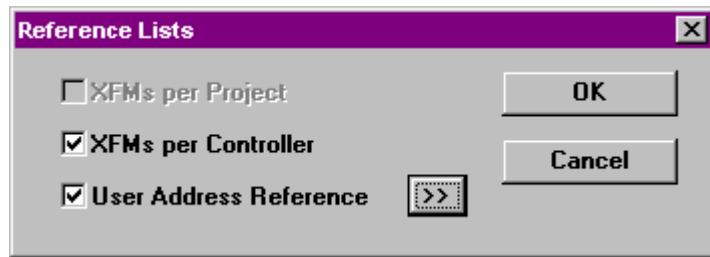 Reference Lists
XFMs per Project
OK
XFMs per Controller
Cancel
User Address Reference
>>